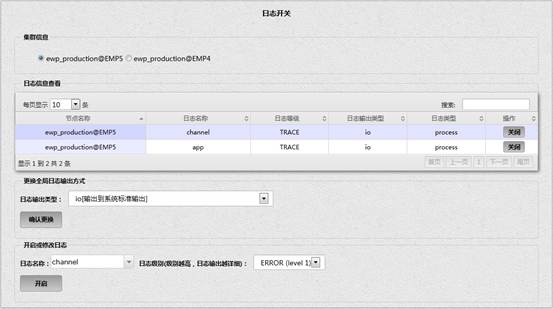 日志开关
集群信息
ewp_production@EMP5 ewp_production@EMP4
日志信息查看
每页显示 10 条 搜索:
节点名称 日志名称 日志等级 日志输出类型 日志类型 操作
ewp_production@EMP5 channel TRACE io process 关闭
ewp_production@EMP5 app TRACE io process 关闭
显示 1 到 2 共 2 条 首页 上一页 1 下一页 尾页
更换全局日志输出方式
日志输出类型： io[输出到系统标准输出]
确认更换
开启或修改日志
日志名称：channel 日志级别(级别越高，日志输出越详细)： ERROR (level 1)
开启